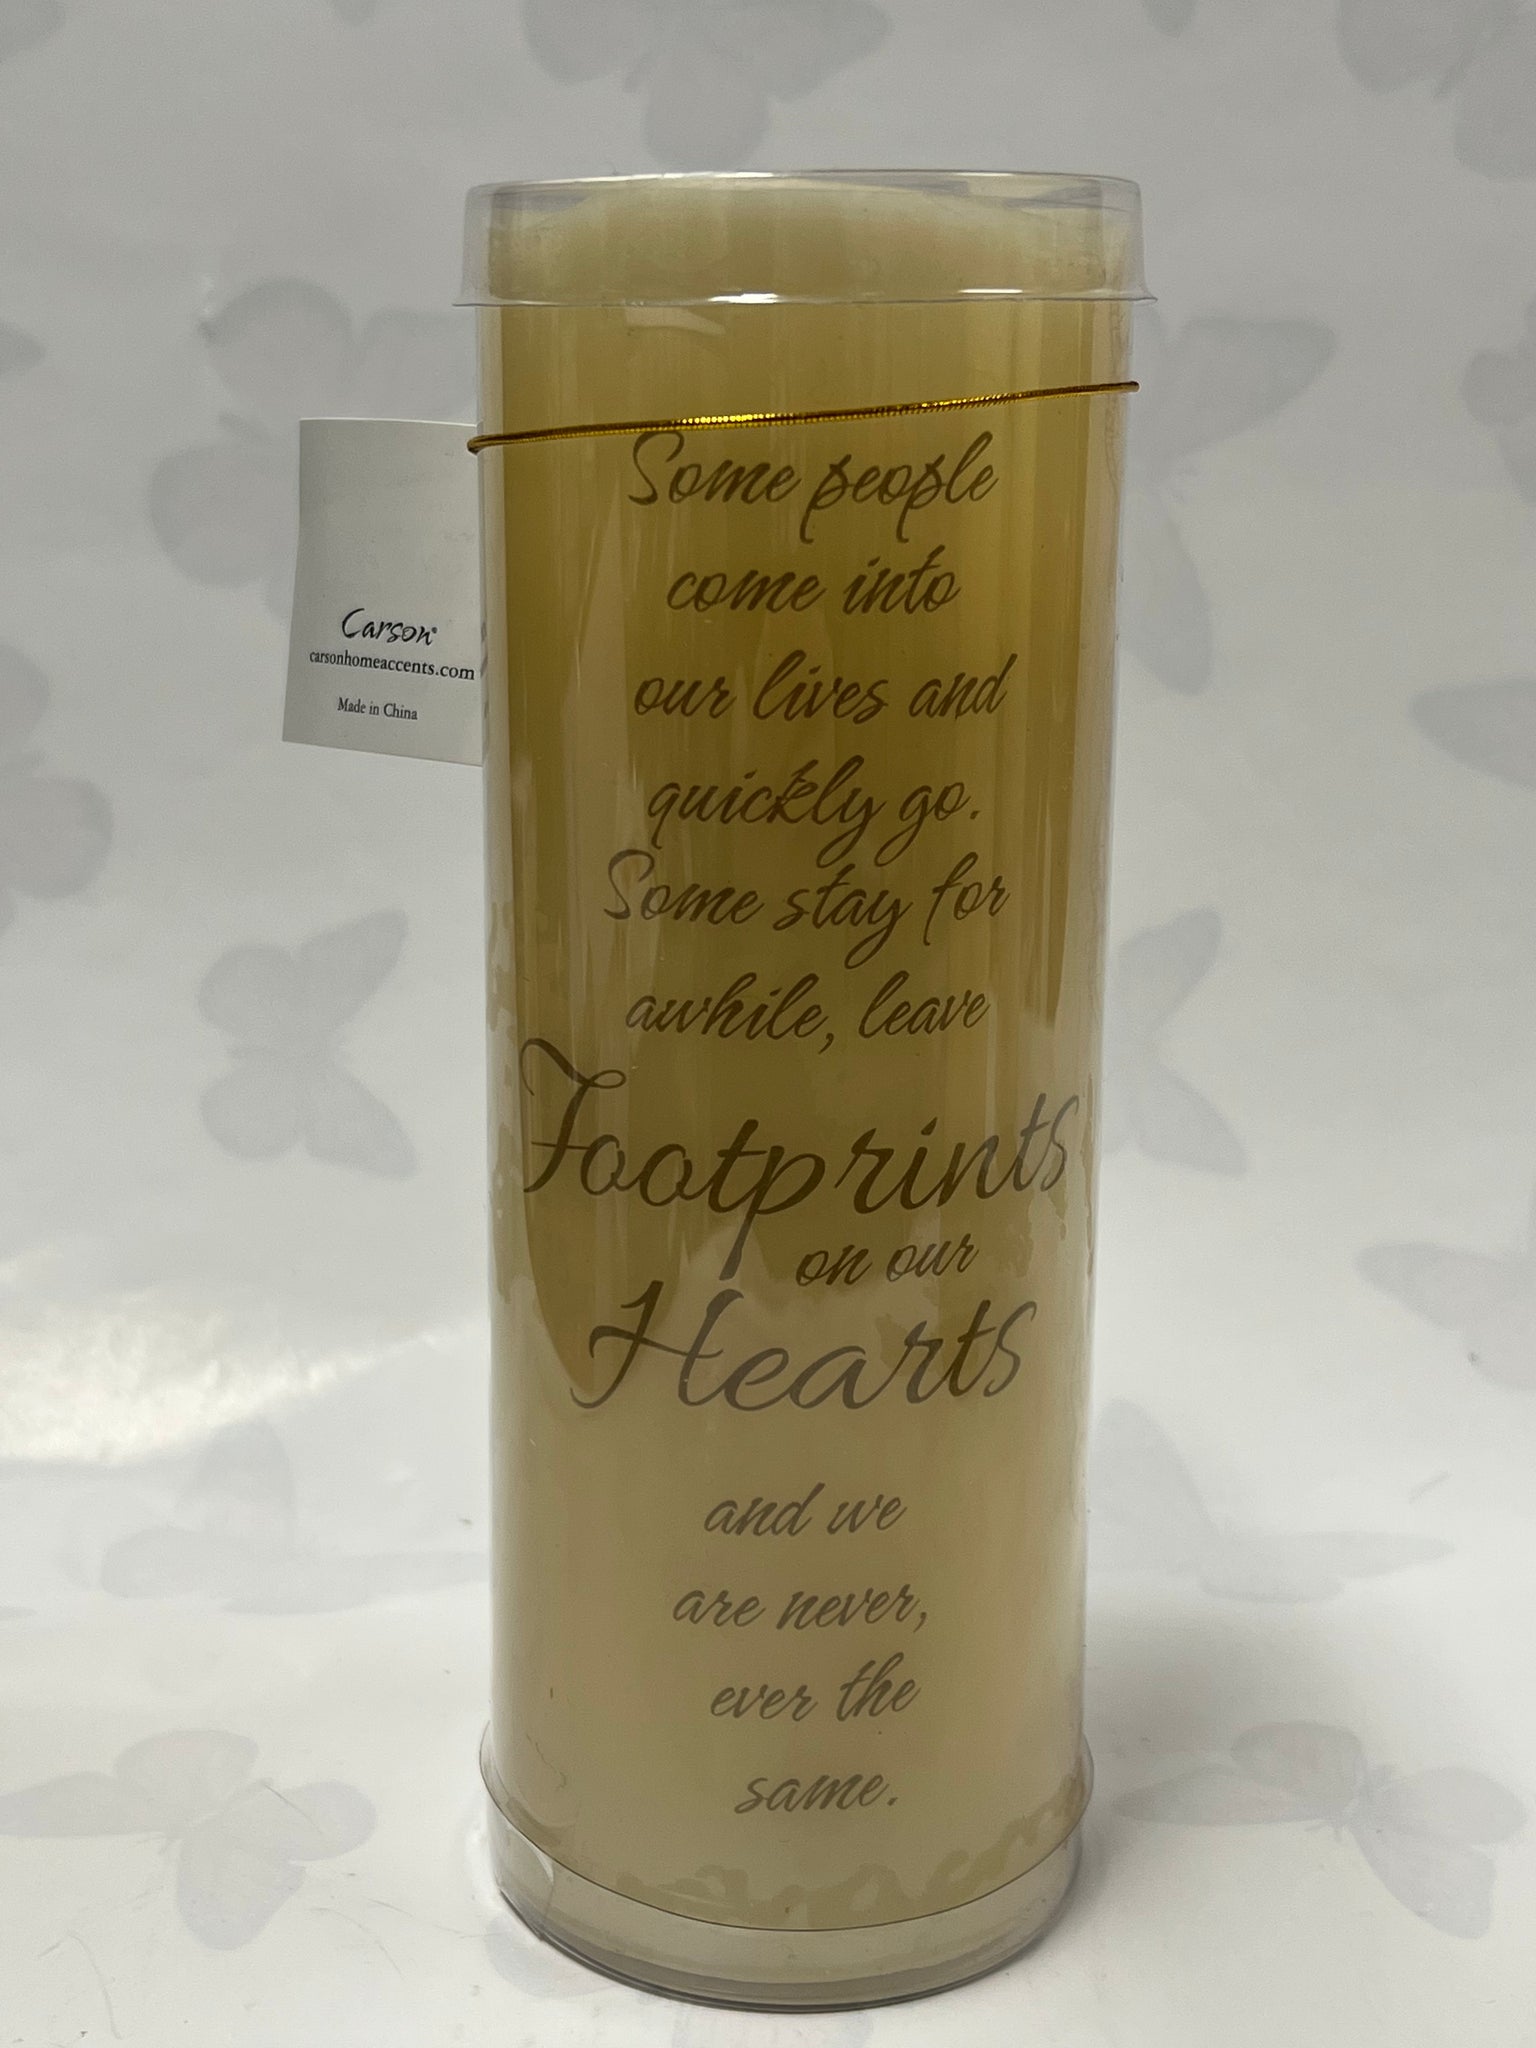 Some people
come into
our lives and
quickly go.
Some stay for
awhile, leave
Footprints
on our
Hearts
and we
are never,
ever the
same.
Carson®
carsonhomeaccents.com
Made in China